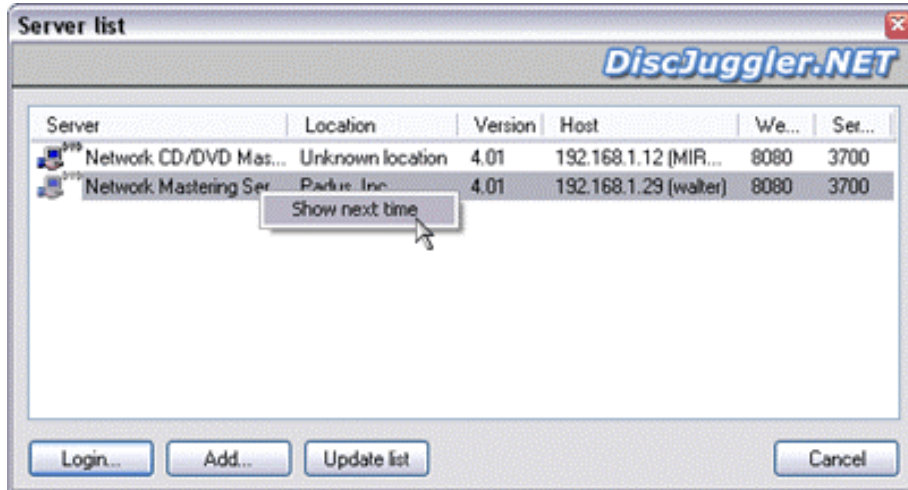 Server list
DiscJuggler.NET
Server Location Version Host We... Ser...
Network CD/DVD Mas... Unknown location 4.01 192.168.1.12 (MIR... 8080 3700
Network Mastering Ser Padus, Inc 4.01 192.168.1.29 (walter) 8080 3700
Show next time
Login... Add... Update list Cancel